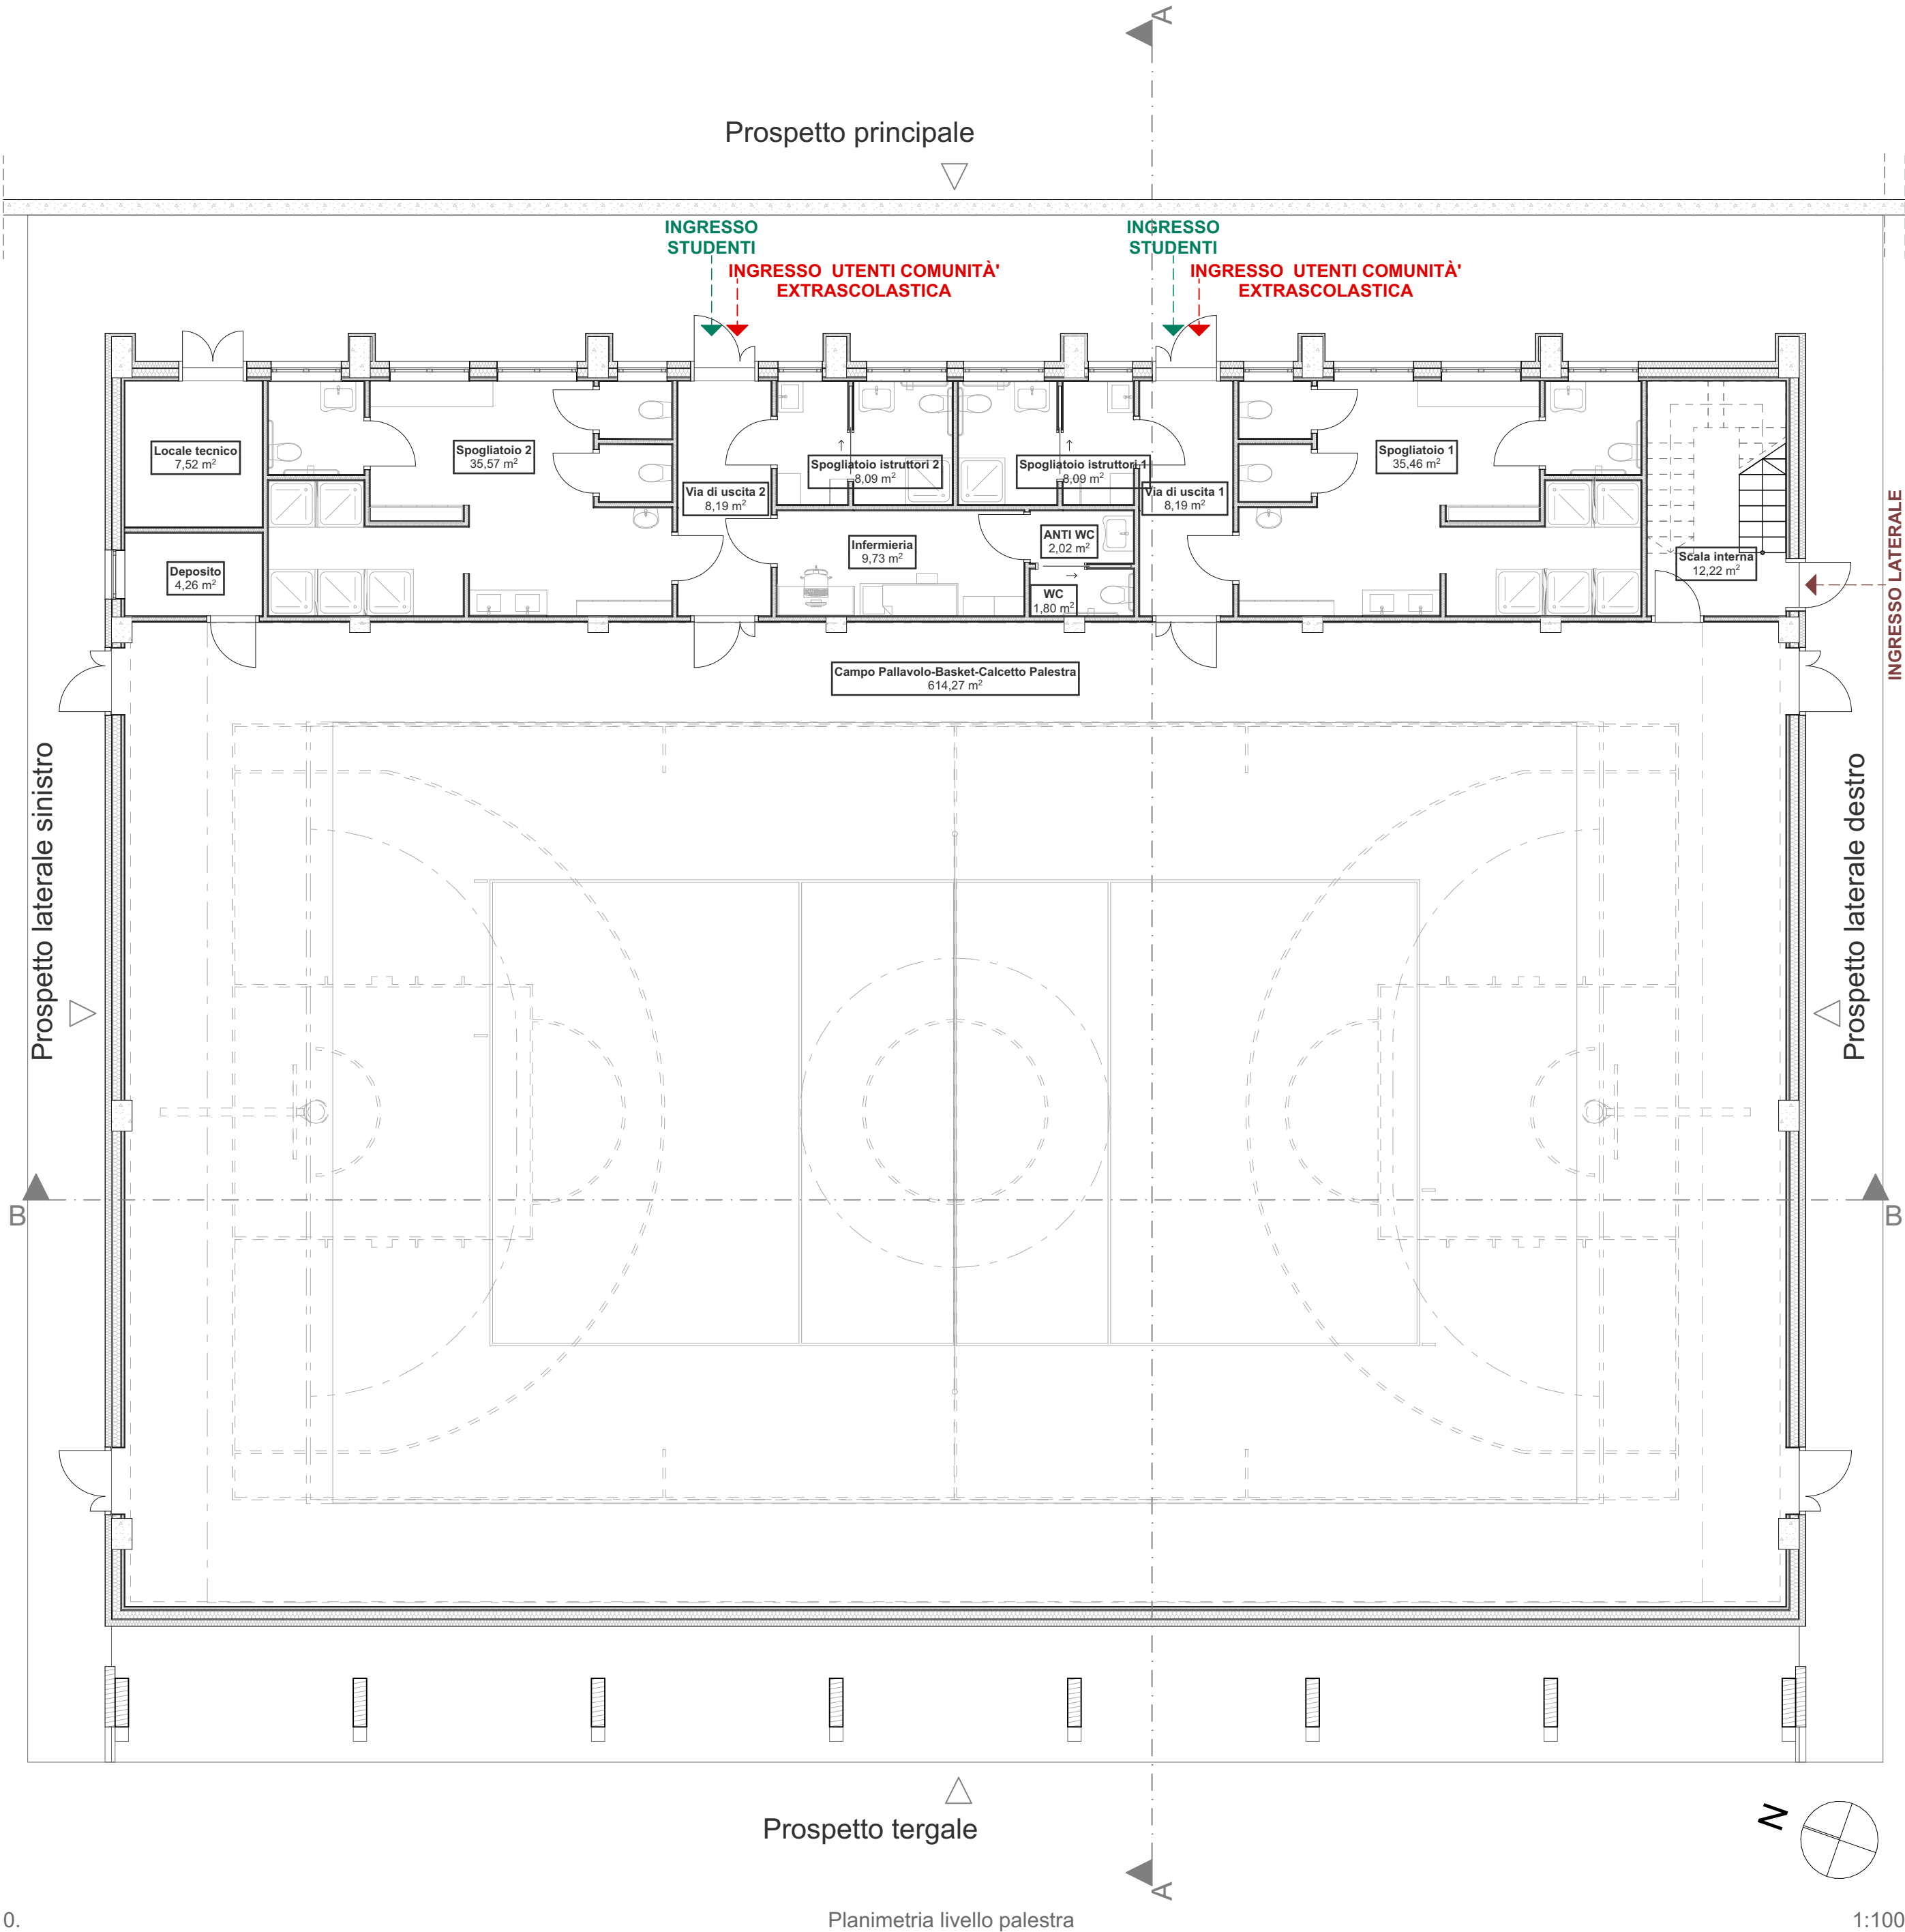 A
Prospetto principale
INGRESSO
STUDENTI
INGRESSO UTENTI COMUNITÀ'
EXTRASCOLASTICA
INGRESSO
STUDENTI
INGRESSO UTENTI COMUNITÀ'
EXTRASCOLASTICA
Locale tecnico
7,52 m²
Spogliatoio 2
35,57 m²
Via di uscita 2
8,19 m²
Spogliatoio istruttori 2
8,09 m²
Spogliatoio istruttori 1
8,09 m²
Via di uscita 1
8,19 m²
Spogliatoio 1
35,46 m²
Deposito
4,26 m²
Infermieria
9,73 m²
ANTI WC
2,02 m²
WC
1,80 m²
Scala interna
12,22 m²
INGRESSO LATERALE
Campo Pallavolo-Basket-Calcetto Palestra
614,27 m²
Prospetto laterale sinistro
Prospetto laterale destro
B
B
Prospetto tergale
N
A
0.
Planimetria livello palestra
1:100